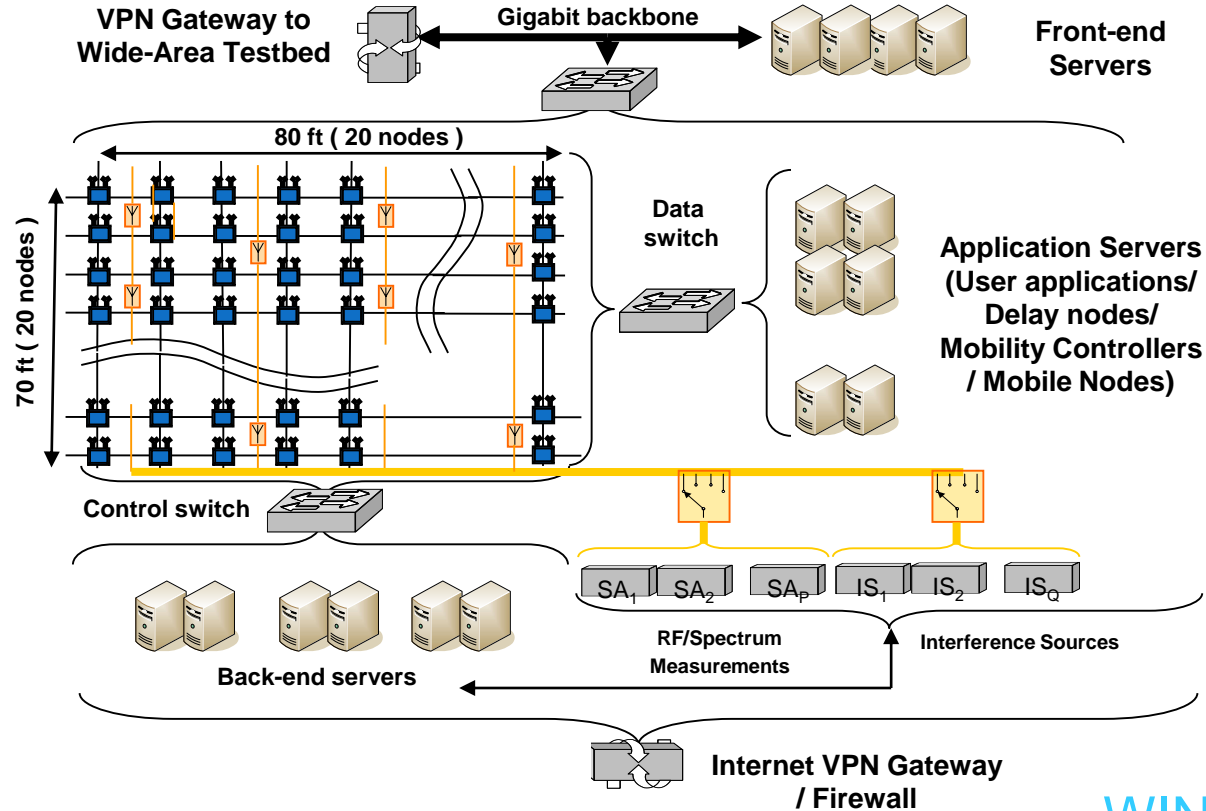 VPN Gateway to
Wide-Area Testbed
Gigabit backbone
Front-end
Servers
80 ft ( 20 nodes )
70 ft ( 20 nodes )
Data
switch
Application Servers
(User applications/
Delay nodes/
Mobility Controllers
/ Mobile Nodes)
Control switch
SA1
SA2
SAP
IS1
IS2
ISQ
RF/Spectrum
Measurements
Interference Sources
Back-end servers
Internet VPN Gateway
/ Firewall